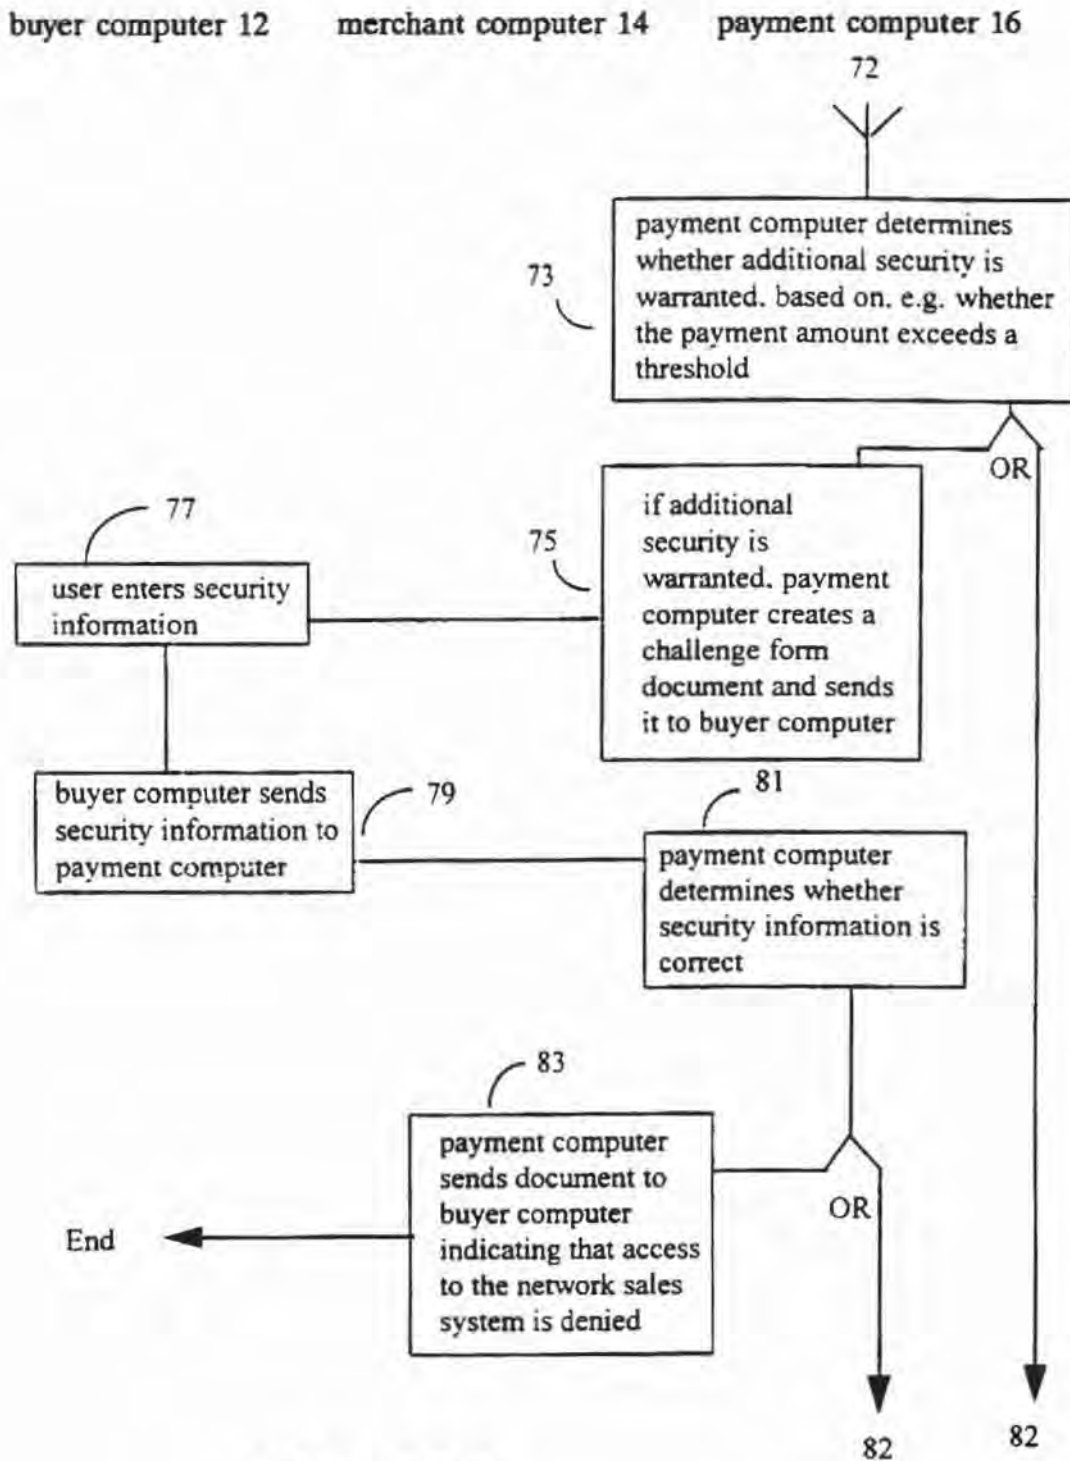 buyer computer 12 merchant computer 14 payment computer 16
72
payment computer determines
whether additional security is
warranted. based on. e.g. whether
the payment amount exceeds a
threshold
73
OR
if additional
security is
warranted. payment
computer creates a
challenge form
document and sends
it to buyer computer
75
77
user enters security
information
buyer computer sends
security information to
payment computer
79
81
payment computer
determines whether
security information is
correct
83
payment computer
sends document to
buyer computer
indicating that access
to the network sales
system is denied
OR
End
82
82